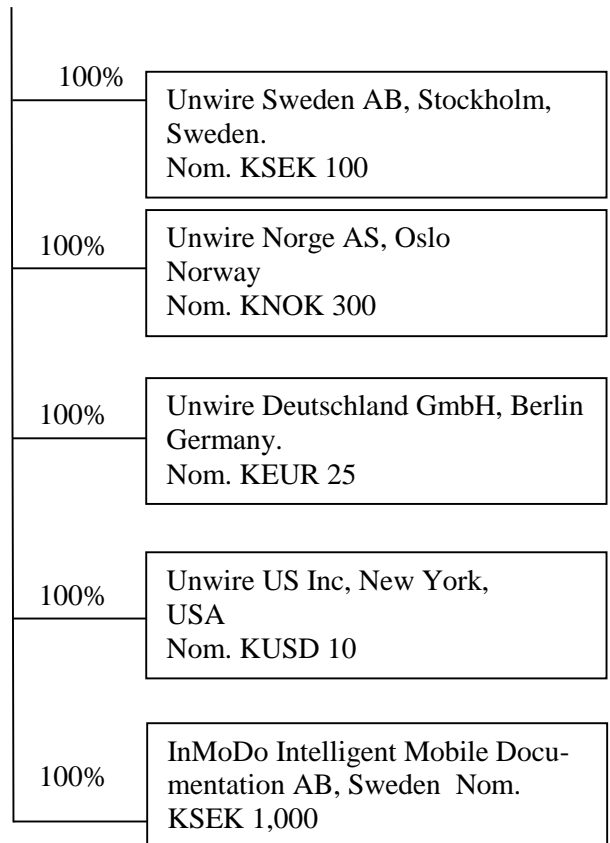 100%
Unwire Sweden AB, Stockholm,
Sweden.
Nom. KSEK 100
100%
Unwire Norge AS, Oslo
Norway
Nom. KNOK 300
100%
Unwire Deutschland GmbH, Berlin
Germany.
Nom. KEUR 25
100%
Unwire US Inc, New York,
USA
Nom. KUSD 10
100%
InMoDo Intelligent Mobile Docu-
mentation AB, Sweden  Nom.
KSEK 1,000